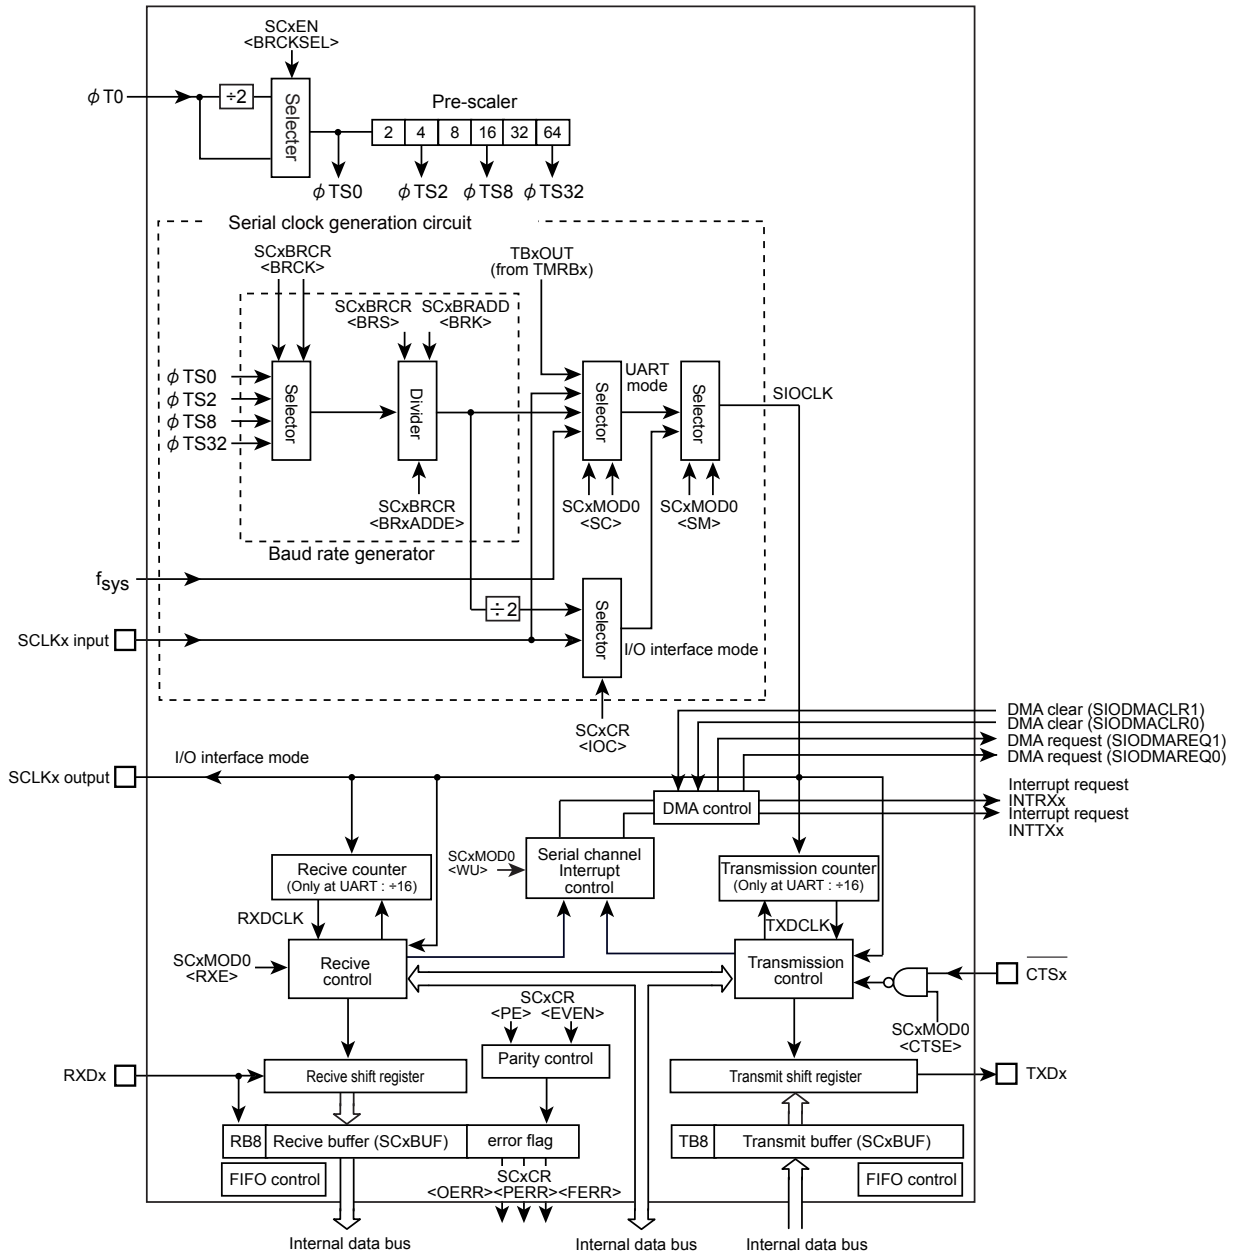 SCxEN
<BRCKSEL>
φT0
÷2
Selecter
Pre-scaler
2 4 8 16 32 64
φTS0 φTS2 φTS8 φTS32
Serial clock generation circuit
SCxBRCR
<BRCK>
TBxOUT
(from TMRBx)
SCxBRCR
<BRS>
SCxBRADD
<BRK>
φTS0
φTS2
φTS8
φTS32
Selector
Divider
Selector
UART
mode
Selector
SIOCLK
SCxBRCR
<BRxADDE>
SCxMOD0
<SC>
SCxMOD0
<SM>
Baud rate generator
fsys
÷2
Selector
SCLKx input
I/O interface mode
SCxCR
<IOC>
DMA clear (SIODMACLR1)
DMA clear (SIODMACLR0)
DMA request (SIODMAREQ1)
DMA request (SIODMAREQ0)
I/O interface mode
SCLKx output
Interrupt request
INTRXx
Interrupt request
INTTXx
DMA control
Recive counter
(Only at UART : ÷16)
SCxMOD0
<WU>
Serial channel
Interrupt
control
Transmission counter
(Only at UART : ÷16)
RXDCLK
TXDCLK
SCxMOD0
<RXE>
Recive
control
Transmission
control
CTSx
SCxCR
<PE> <EVEN>
SCxMOD0
<CTSE>
Parity control
RXDx
Recive shift register
Transmit shift register
TXDx
RB8 Recive buffer (SCxBUF) error flag
TB8 Transmit buffer (SCxBUF)
FIFO control
SCxCR
<OERR><PERR><FERR>
FIFO control
Internal data bus
Internal data bus
Internal data bus